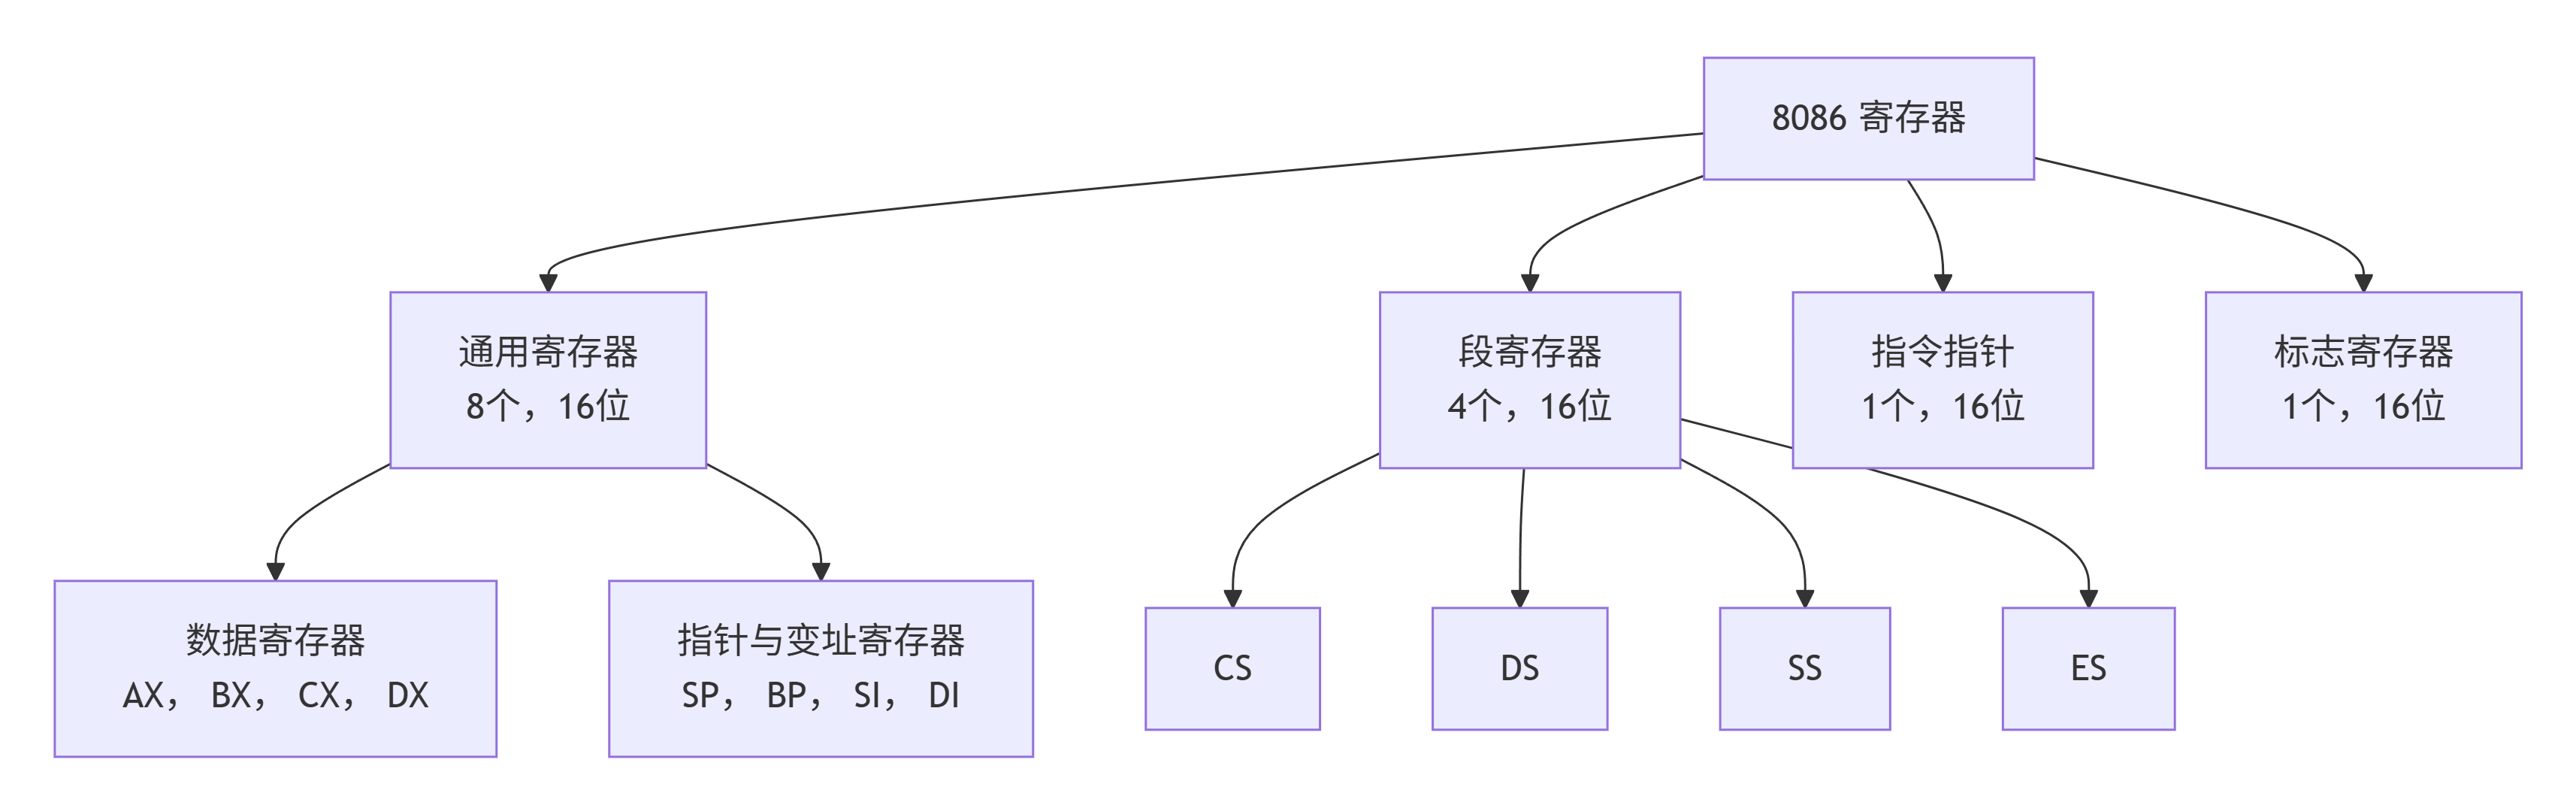 8086 寄存器
通用寄存器
8个，16位
段寄存器
4个，16位
指令指针
1个，16位
标志寄存器
1个，16位
数据寄存器
AX， BX， CX， DX
指针与变址寄存器
SP， BP， SI， DI
CS
DS
SS
ES